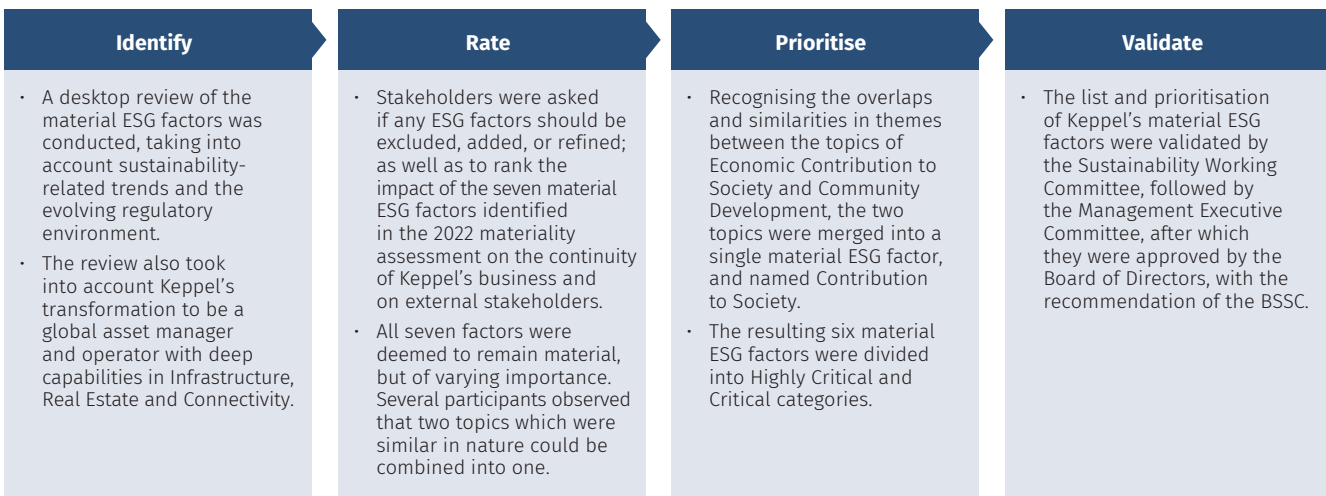 Identify
• A desktop review of the
material ESG factors was
conducted, taking into
account sustainability-
related trends and the
evolving regulatory
environment.
• The review also took
into account Keppel's
transformation to be a
global asset manager
and operator with deep
capabilities in Infrastructure,
Real Estate and Connectivity.
Rate
• Stakeholders were asked
if any ESG factors should be
excluded, added, or refined;
as well as to rank the
impact of the seven material
ESG factors identified
in the 2022 materiality
assessment on the continuity
of Keppel's business and
on external stakeholders.
• All seven factors were
deemed to remain material,
but of varying importance.
Several participants observed
that two topics which were
similar in nature could be
combined into one.
Prioritise
• Recognising the overlaps
and similarities in themes
between the topics of
Economic Contribution to
Society and Community
Development, the two
topics were merged into a
single material ESG factor,
and named Contribution
to Society.
• The resulting six material
ESG factors were divided
into Highly Critical and
Critical categories.
Validate
• The list and prioritisation
of Keppel's material ESG
factors were validated by
the Sustainability Working
Committee, followed by
the Management Executive
Committee, after which
they were approved by the
Board of Directors, with the
recommendation of the BSSC.